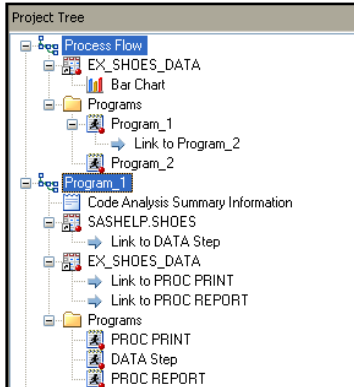 Project Tree
Process Flow
EX_SHOES_DATA
Bar Chart
Programs
Program_1
Link to Program_2
Program_2
Program_1
Code Analysis Summary Information
SASHELP.SHOES
Link to DATA Step
EX_SHOES_DATA
Link to PROC PRINT
Link to PROC REPORT
Programs
PROC PRINT
DATA Step
PROC REPORT